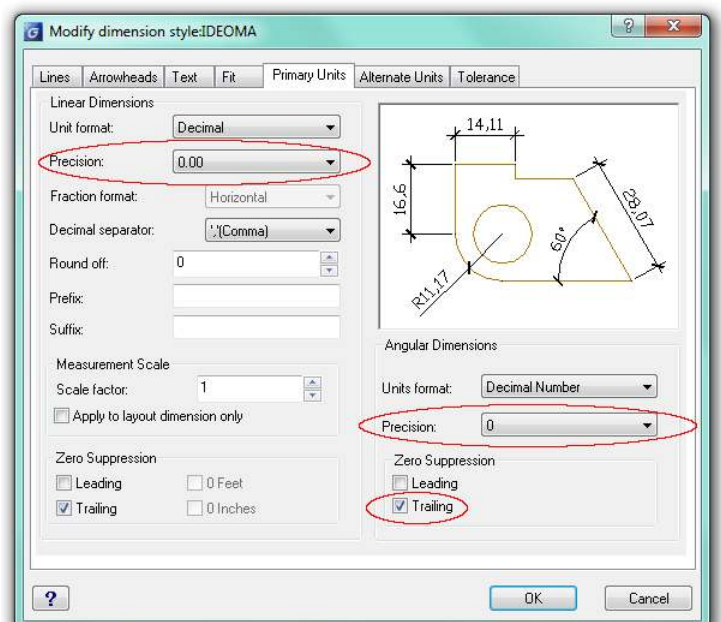 Modify dimension style:IDEOMA
Lines Arrowheads Text Fit Primary Units Alternate Units Tolerance
Linear Dimensions
Unit format: Decimal
Precision: 0.00
Fraction format: Horizontal
Decimal separator: ','(Comma)
Round off: 0
Prefix:
Suffix:
Measurement Scale
Scale factor: 1
Apply to layout dimension only
Zero Suppression
Leading 0 Feet
Trailing 0 Inches
14,11
16,6
28,07
60°
R11,17
Angular Dimensions
Units format: Decimal Number
Precision: 0
Zero Suppression
Leading
Trailing
? OK Cancel